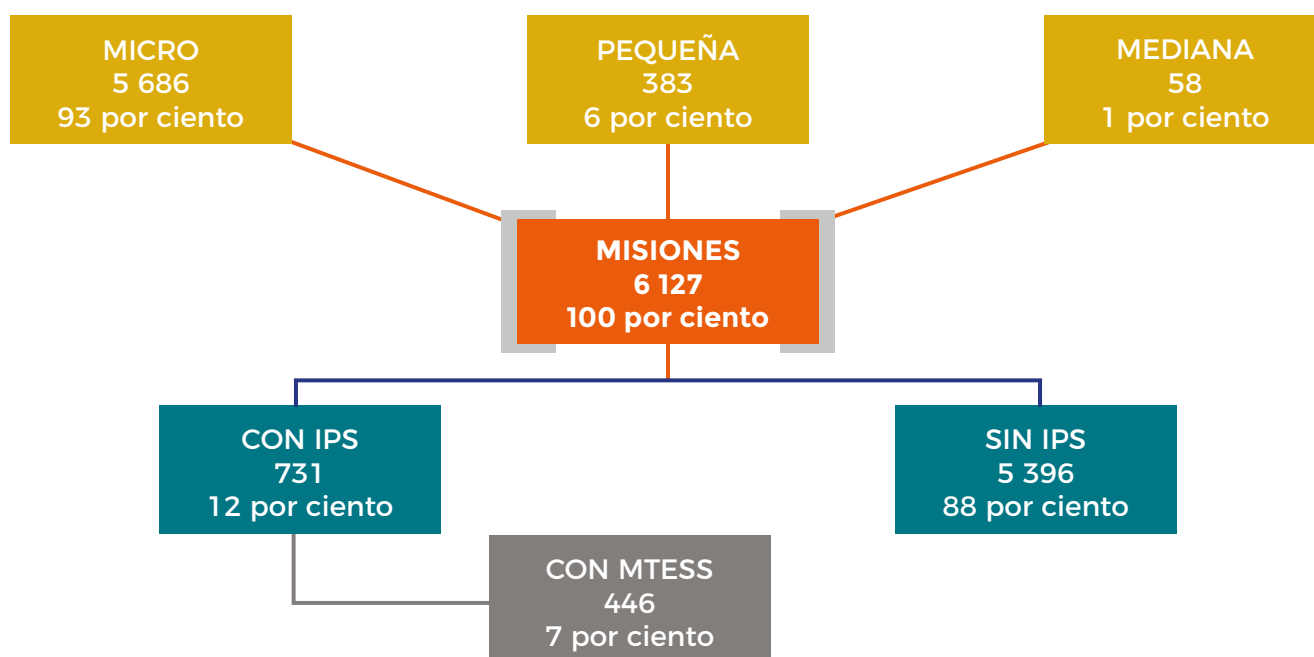 MICRO
5 686
93 por ciento
PEQUEÑA
383
6 por ciento
MEDIANA
58
1 por ciento
MISIONES
6 127
100 por ciento
CON IPS
731
12 por ciento
SIN IPS
5 396
88 por ciento
CON MTESS
446
7 por ciento